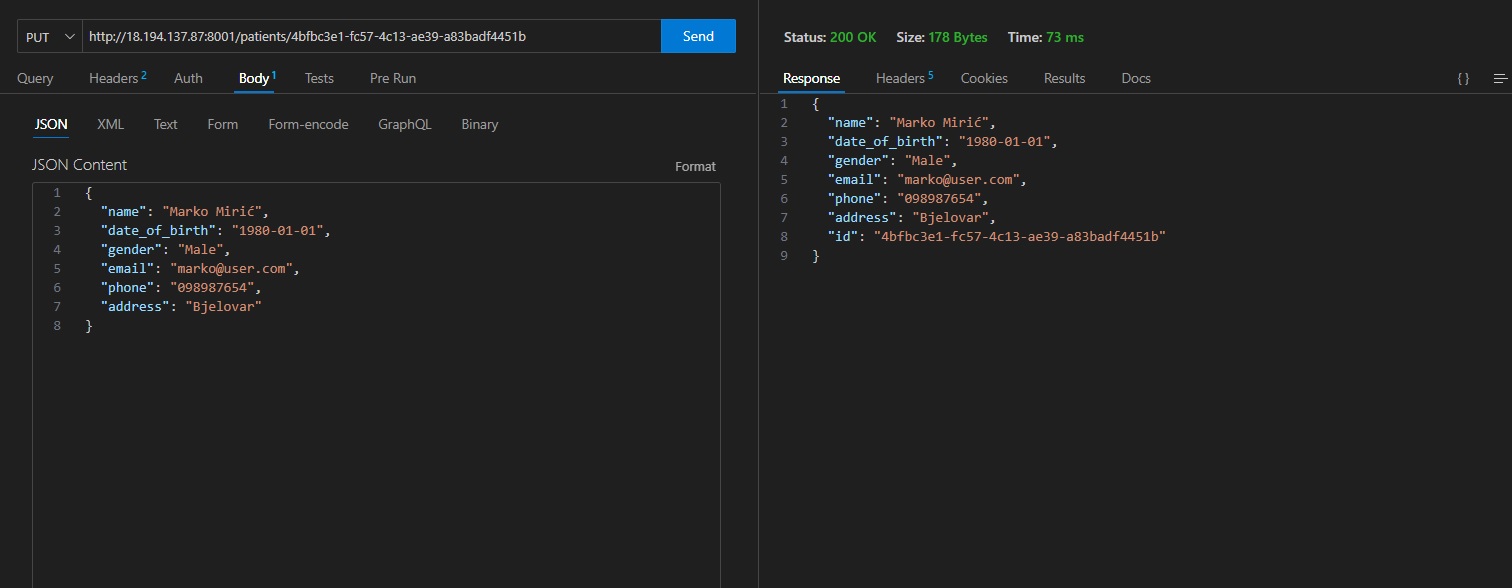 PUT http://18.194.137.87:8001/patients/4bfbc3e1-fc57-4c13-ae39-a83badf4451b Send
Query Headers 2 Auth Body 1 Tests Pre Run
JSON XML Text Form Form-encode GraphQL Binary
JSON Content Format
1 {
2 "name": "Marko Mirić",
3 "date_of_birth": "1980-01-01",
4 "gender": "Male",
5 "email": "marko@user.com",
6 "phone": "098987654",
7 "address": "Bjelovar"
8 }
Status: 200 OK Size: 178 Bytes Time: 73 ms
Response Headers 5 Cookies Results Docs { }
1 {
2 "name": "Marko Mirić",
3 "date_of_birth": "1980-01-01",
4 "gender": "Male",
5 "email": "marko@user.com",
6 "phone": "098987654",
7 "address": "Bjelovar",
8 "id": "4bfbc3e1-fc57-4c13-ae39-a83badf4451b"
9 }